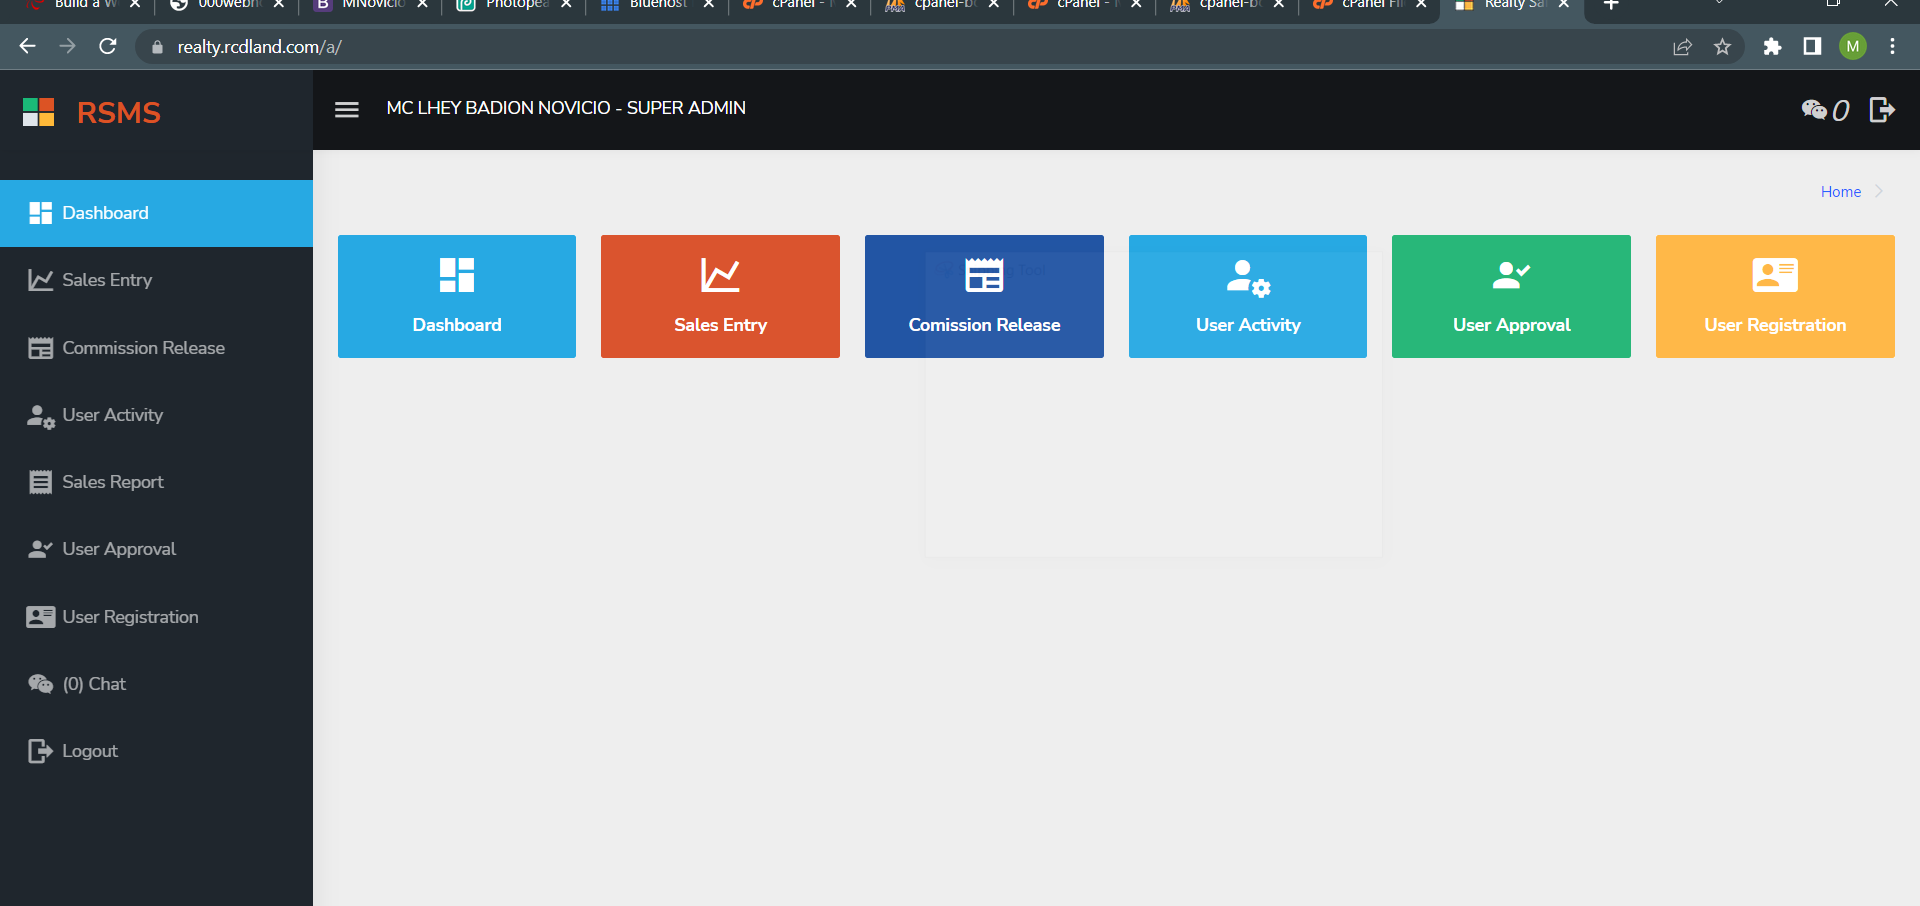 Build a W
000webh
MNovicio
Photopea
Bluehost
cPanel -
cpanel-b
cPanel -
cpanel-b
cPanel Fil
Realty Sa
realty.rcdland.com/a/
M
RSMS
MC LHEY BADION NOVICIO - SUPER ADMIN
0
Home
Dashboard
Sales Entry
Commission Release
User Activity
Sales Report
User Approval
User Registration
(0) Chat
Logout
Dashboard
Sales Entry
Comission Release
User Activity
User Approval
User Registration